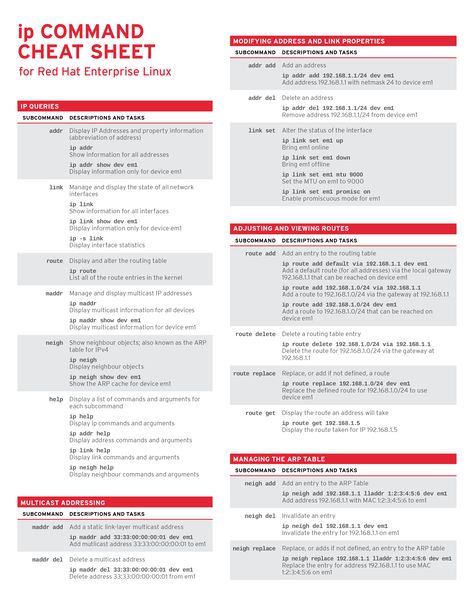 ip COMMAND
CHEAT SHEET
for Red Hat Enterprise Linux
IP QUERIES
SUBCOMMAND DESCRIPTIONS AND TASKS
addr Display IP Addresses and property information
(abbreviation of address)
ip addr
Show information for all addresses
ip addr show dev em1
Display information only for device em1
link Manage and display the state of all network
interfaces
ip link
Show information for all interfaces
ip link show dev em1
Display information only for device em1
ip -s link
Display interface statistics
route Display and alter the routing table
ip route
List all of the route entries in the kernel
maddr Manage and display multicast IP addresses
ip maddr
Display multicast information for all devices
ip maddr show dev em1
Display multicast information for device em1
neigh Show neighbour objects; also known as the ARP
table for IPv4
ip neigh
Display neighbour objects
ip neigh show dev em1
Show the ARP cache for device em1
help Display a list of commands and arguments for
each subcommand
ip help
Display ip commands and arguments
ip addr help
Display address commands and arguments
ip link help
Display link commands and arguments
ip neigh help
Display neighbour commands and arguments
MULTICAST ADDRESSING
SUBCOMMAND DESCRIPTIONS AND TASKS
maddr add Add a static link-layer multicast address
ip maddr add 33:33:00:00:00:01 dev em1
Add mutlicast address 33:33:00:00:00:01 to em1
maddr del Delete a multicast address
ip maddr del 33:33:00:00:00:01 dev em1
Delete address 33:33:00:00:00:01 from em1
MODIFYING ADDRESS AND LINK PROPERTIES
SUBCOMMAND DESCRIPTIONS AND TASKS
addr add Add an address
ip addr add 192.168.1.1/24 dev em1
Add address 192.168.1.1 with netmask 24 to device em1
addr del Delete an address
ip addr del 192.168.1.1/24 dev em1
Remove address 192.168.1.1/24 from device em1
link set Alter the status of the interface
ip link set em1 up
Bring em1 online
ip link set em1 down
Bring em1 offline
ip link set em1 mtu 9000
Set the MTU on em1 to 9000
ip link set em1 promisc on
Enable promiscuous mode for em1
ADJUSTING AND VIEWING ROUTES
SUBCOMMAND DESCRIPTIONS AND TASKS
route add Add an entry to the routing table
ip route add default via 192.168.1.1 dev em1
Add a default route (for all addresses) via the local gateway
192.168.1.1 that can be reached on device em1
ip route add 192.168.1.0/24 via 192.168.1.1
Add a route to 192.168.1.0/24 via the gateway at 192.168.1.1
ip route add 192.168.1.0/24 dev em1
Add a route to 192.168.1.0/24 that can be reached on
device em1
route delete Delete a routing table entry
ip route delete 192.168.1.0/24 via 192.168.1.1
Delete the route for 192.168.1.0/24 via the gateway at
192.168.1.1
route replace Replace, or add if not defined, a route
ip route replace 192.168.1.0/24 dev em1
Replace the defined route for 192.168.1.0/24 to use
device em1
route get Display the route an address will take
ip route get 192.168.1.5
Display the route taken for IP 192.168.1.5
MANAGING THE ARP TABLE
SUBCOMMAND DESCRIPTIONS AND TASKS
neigh add Add an entry to the ARP Table
ip neigh add 192.168.1.1 lladdr 1:2:3:4:5:6 dev em1
Add address 192.168.1.1 with MAC 1:2:3:4:5:6 to em1
neigh del Invalidate an entry
ip neigh del 192.168.1.1 dev em1
Invalidate the entry for 192.168.1.1 on em1
neigh replace Replace, or adds if not defined, an entry to the ARP table
ip neigh replace 192.168.1.1 lladdr 1:2:3:4:5:6 dev em1
Replace the entry for address 192.168.1.1 to use MAC
1:2:3:4:5:6 on em1